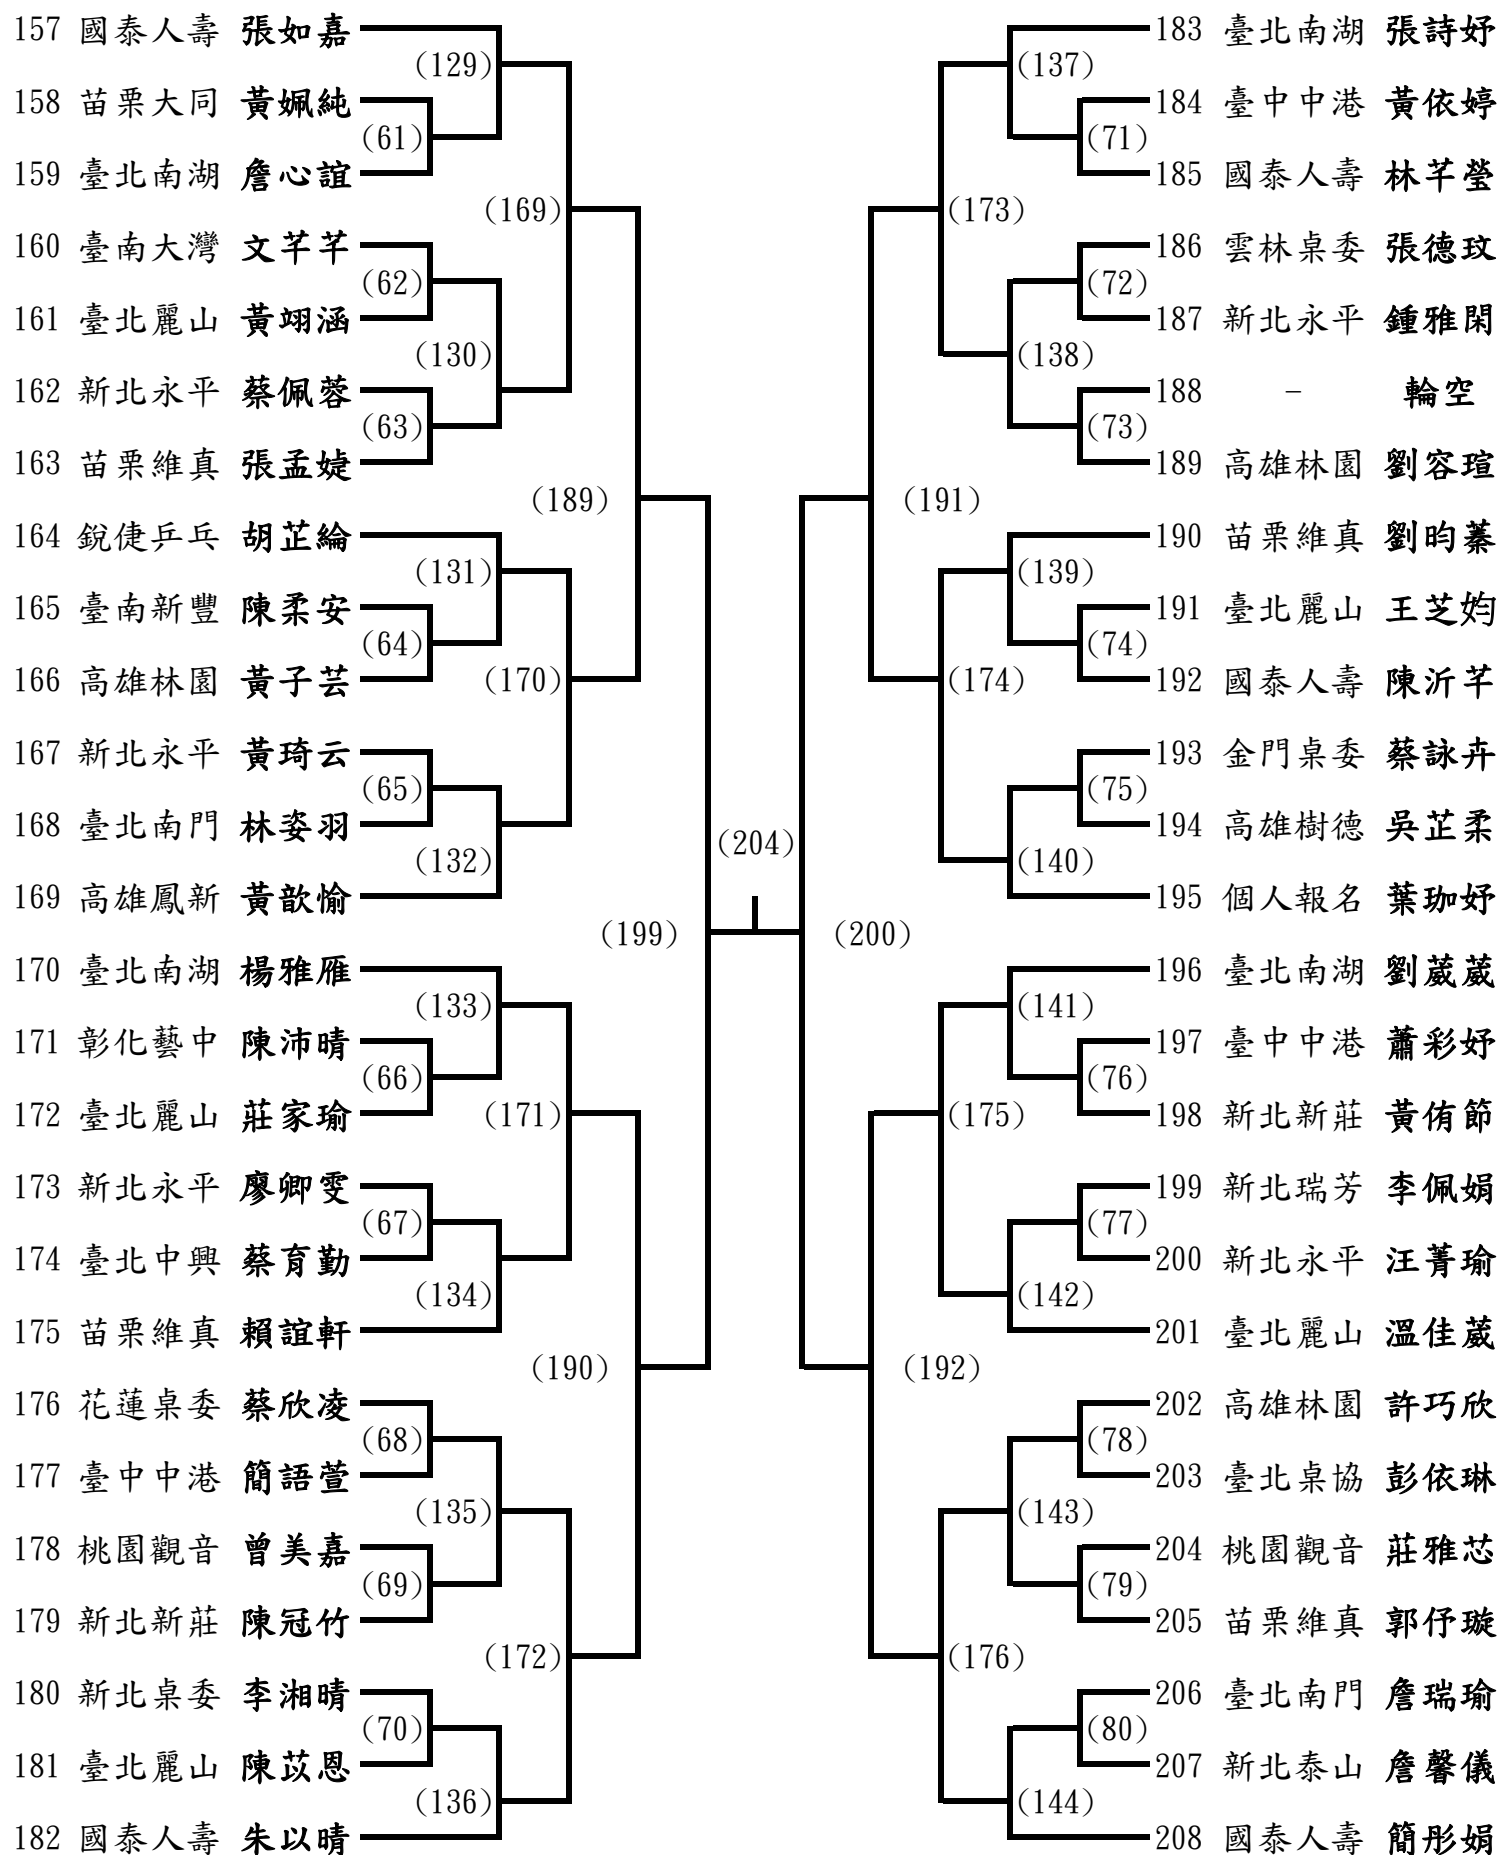 157 國泰人壽 張如嘉
(129)
158 苗栗大同 黃姵純
(61)
159 臺北南湖 詹心誼
(169)
160 臺南大灣 文芊芊
(62)
161 臺北麗山 黃翊涵
(130)
162 新北永平 蔡佩蓉
(63)
163 苗栗維真 張孟婕
(189)
164 銳倢乒乓 胡芷綸
(131)
165 臺南新豐 陳柔安
(64)
166 高雄林園 黃子芸
(170)
167 新北永平 黃琦云
(65)
168 臺北南門 林姿羽
(132)
169 高雄鳳新 黃歆愉
(199)
170 臺北南湖 楊雅雁
(133)
171 彰化藝中 陳沛晴
(66)
172 臺北麗山 莊家瑜
(171)
173 新北永平 廖卿雯
(67)
174 臺北中興 蔡育勤
(134)
175 苗栗維真 賴誼軒
(190)
176 花蓮桌委 蔡欣凌
(68)
177 臺中中港 簡語萱
(135)
178 桃園觀音 曾美嘉
(69)
179 新北新莊 陳冠竹
(172)
180 新北桌委 李湘晴
(70)
181 臺北麗山 陳苡恩
(136)
182 國泰人壽 朱以晴
(204)
183 臺北南湖 張詩妤
(137)
184 臺中中港 黃依婷
(71)
185 國泰人壽 林芊瑩
(173)
186 雲林桌委 張德玟
(72)
187 新北永平 鍾雅閑
(138)
188 - 輪空
(73)
189 高雄林園 劉容瑄
(191)
190 苗栗維真 劉昀蓁
(139)
191 臺北麗山 王芝妁
(74)
192 國泰人壽 陳沂芊
(174)
193 金門桌委 蔡詠卉
(75)
194 高雄樹德 吳芷柔
(140)
195 個人報名 葉珈妤
(200)
196 臺北南湖 劉葳葳
(141)
197 臺中中港 蕭彩妤
(76)
198 新北新莊 黃侑節
(175)
199 新北瑞芳 李佩娟
(77)
200 新北永平 汪菁瑜
(142)
201 臺北麗山 溫佳葳
(192)
202 高雄林園 許巧欣
(78)
203 臺北桌協 彭依琳
(143)
204 桃園觀音 莊雅芯
(79)
205 苗栗維真 郭伃璇
(176)
206 臺北南門 詹瑞瑜
(80)
207 新北泰山 詹馨儀
(144)
208 國泰人壽 簡彤娟